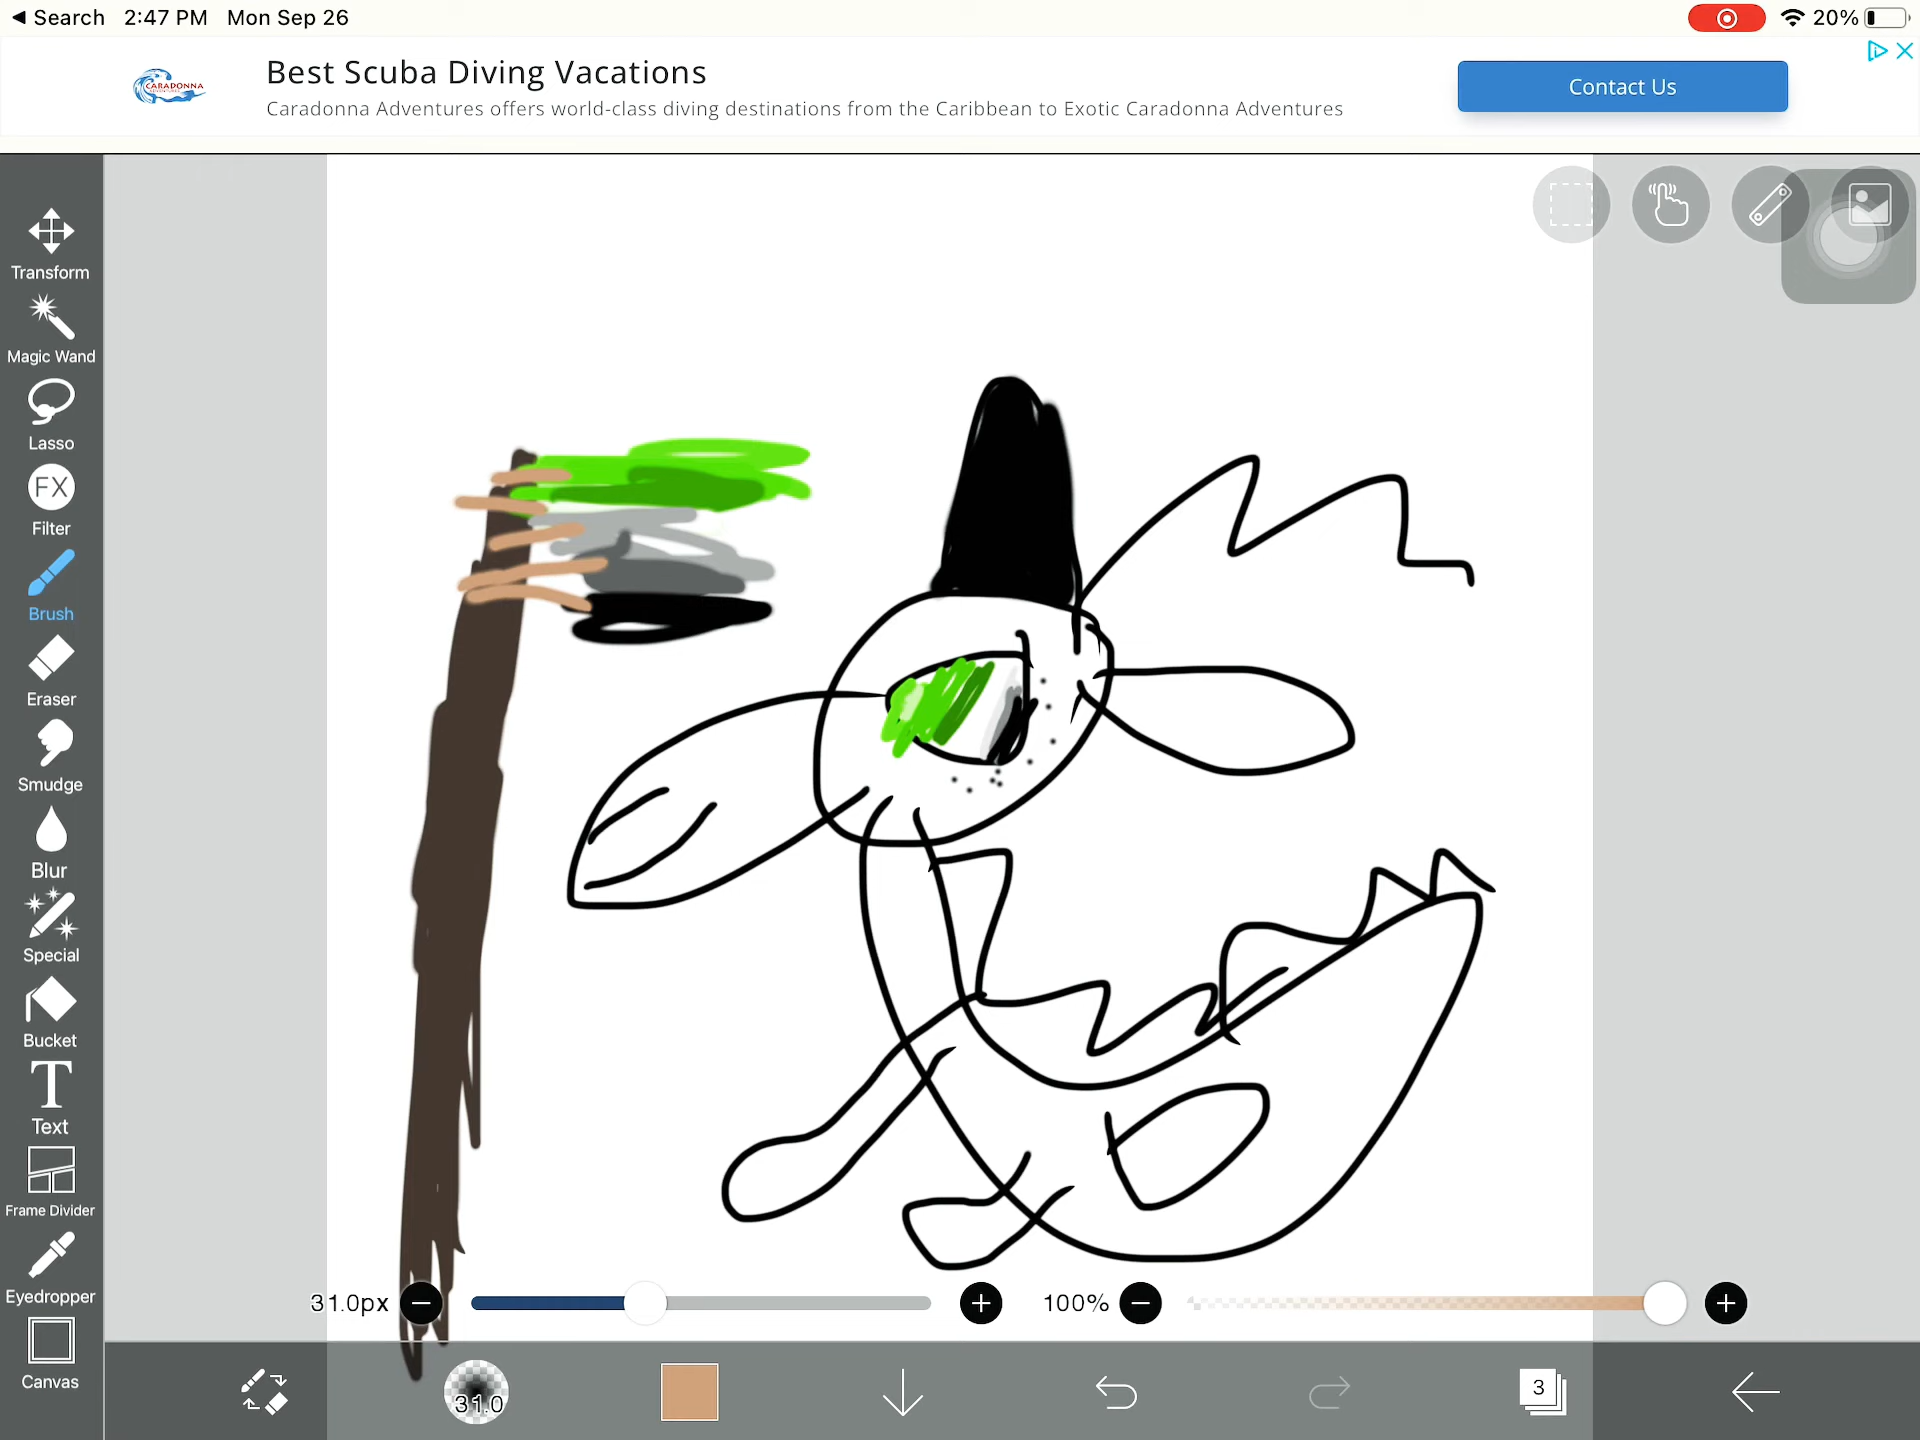 Search 2:47 PM Mon Sep 26 20%
Best Scuba Diving Vacations
CARADONNA
Caradonna Adventures offers world-class diving destinations from the Caribbean to Exotic Caradonna Adventures
Contact Us
Transform
Magic Wand
Lasso
FX
Filter
Brush
Eraser
Smudge
Blur
Special
Bucket
T
Text
Frame Divider
Eyedropper
Canvas
31.0px
100%
31.0
3